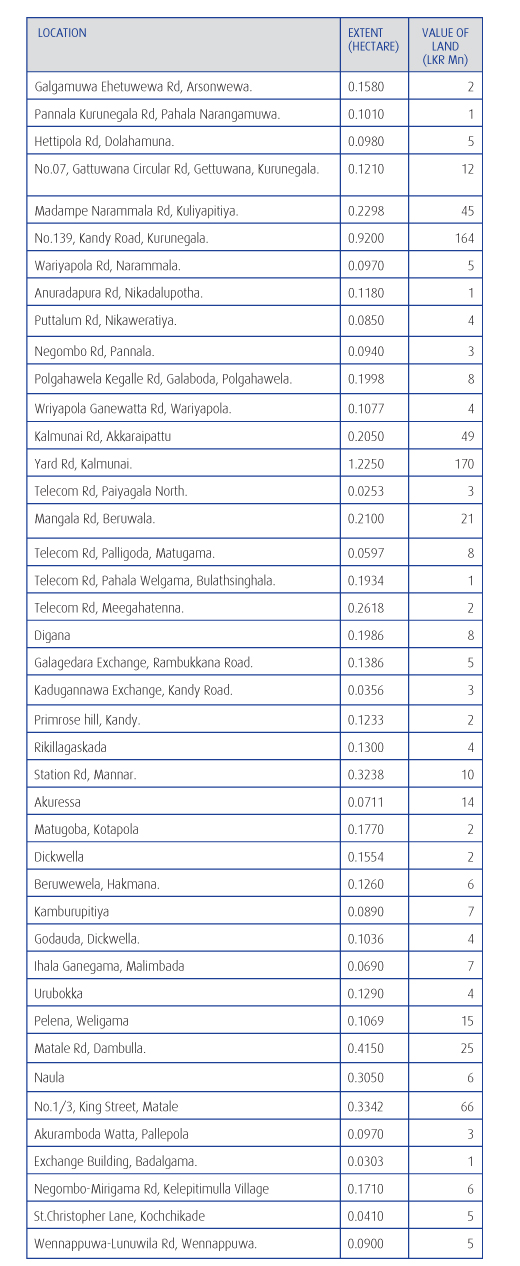 LOCATION EXTENT VALUE OF
(HECTARE) LAND
(LKR Mn)
Galgamuwa Ehetuwewa Rd, Arsonwewa. 0.1580 2
Pannala Kurunegala Rd, Pahala Narangamuwa. 0.1010 1
Hettipola Rd, Dolahamuna. 0.0980 5
No.07, Gattuwana Circular Rd, Gettuwana, Kurunegala. 0.1210 12
Madampe Narammala Rd, Kuliyapitiya. 0.2298 45
No.139, Kandy Road, Kurunegala. 0.9200 164
Wariyapola Rd, Narammala. 0.0970 5
Anuradapura Rd, Nikadalupotha. 0.1180 1
Puttalum Rd, Nikaweratiya. 0.0850 4
Negombo Rd, Pannala. 0.0940 3
Polgahawela Kegalle Rd, Galaboda, Polgahawela. 0.1998 8
Wriyapola Ganewatta Rd, Wariyapola. 0.1077 4
Kalmunai Rd, Akkaraipattu 0.2050 49
Yard Rd, Kalmunai. 1.2250 170
Telecom Rd, Paiyagala North. 0.0253 3
Mangala Rd, Beruwala. 0.2100 21
Telecom Rd, Palligoda, Matugama. 0.0597 8
Telecom Rd, Pahala Welgama, Bulathsinghala. 0.1934 1
Telecom Rd, Meegahatenna. 0.2618 2
Digana 0.1986 8
Galagedara Exchange, Rambukkana Road. 0.1386 5
Kadugannawa Exchange, Kandy Road. 0.0356 3
Primrose hill, Kandy. 0.1233 2
Rikillagaskada 0.1300 4
Station Rd, Mannar. 0.3238 10
Akuressa 0.0711 14
Matugoba, Kotapola 0.1770 2
Dickwella 0.1554 2
Beruwewela, Hakmana. 0.1260 6
Kamburupitiya 0.0890 7
Godauda, Dickwella. 0.1036 4
Ihala Ganegama, Malimbada 0.0690 7
Urubokka 0.1290 4
Pelena, Weligama 0.1069 15
Matale Rd, Dambulla. 0.4150 25
Naula 0.3050 6
No.1/3, King Street, Matale 0.3342 66
Akuramboda Watta, Pallepola 0.0970 3
Exchange Building, Badalgama. 0.0303 1
Negombo-Mirigama Rd, Kelepitimulla Village 0.1710 6
St.Christopher Lane, Kochchikade 0.0410 5
Wennappuwa-Lunuwila Rd, Wennappuwa. 0.0900 5